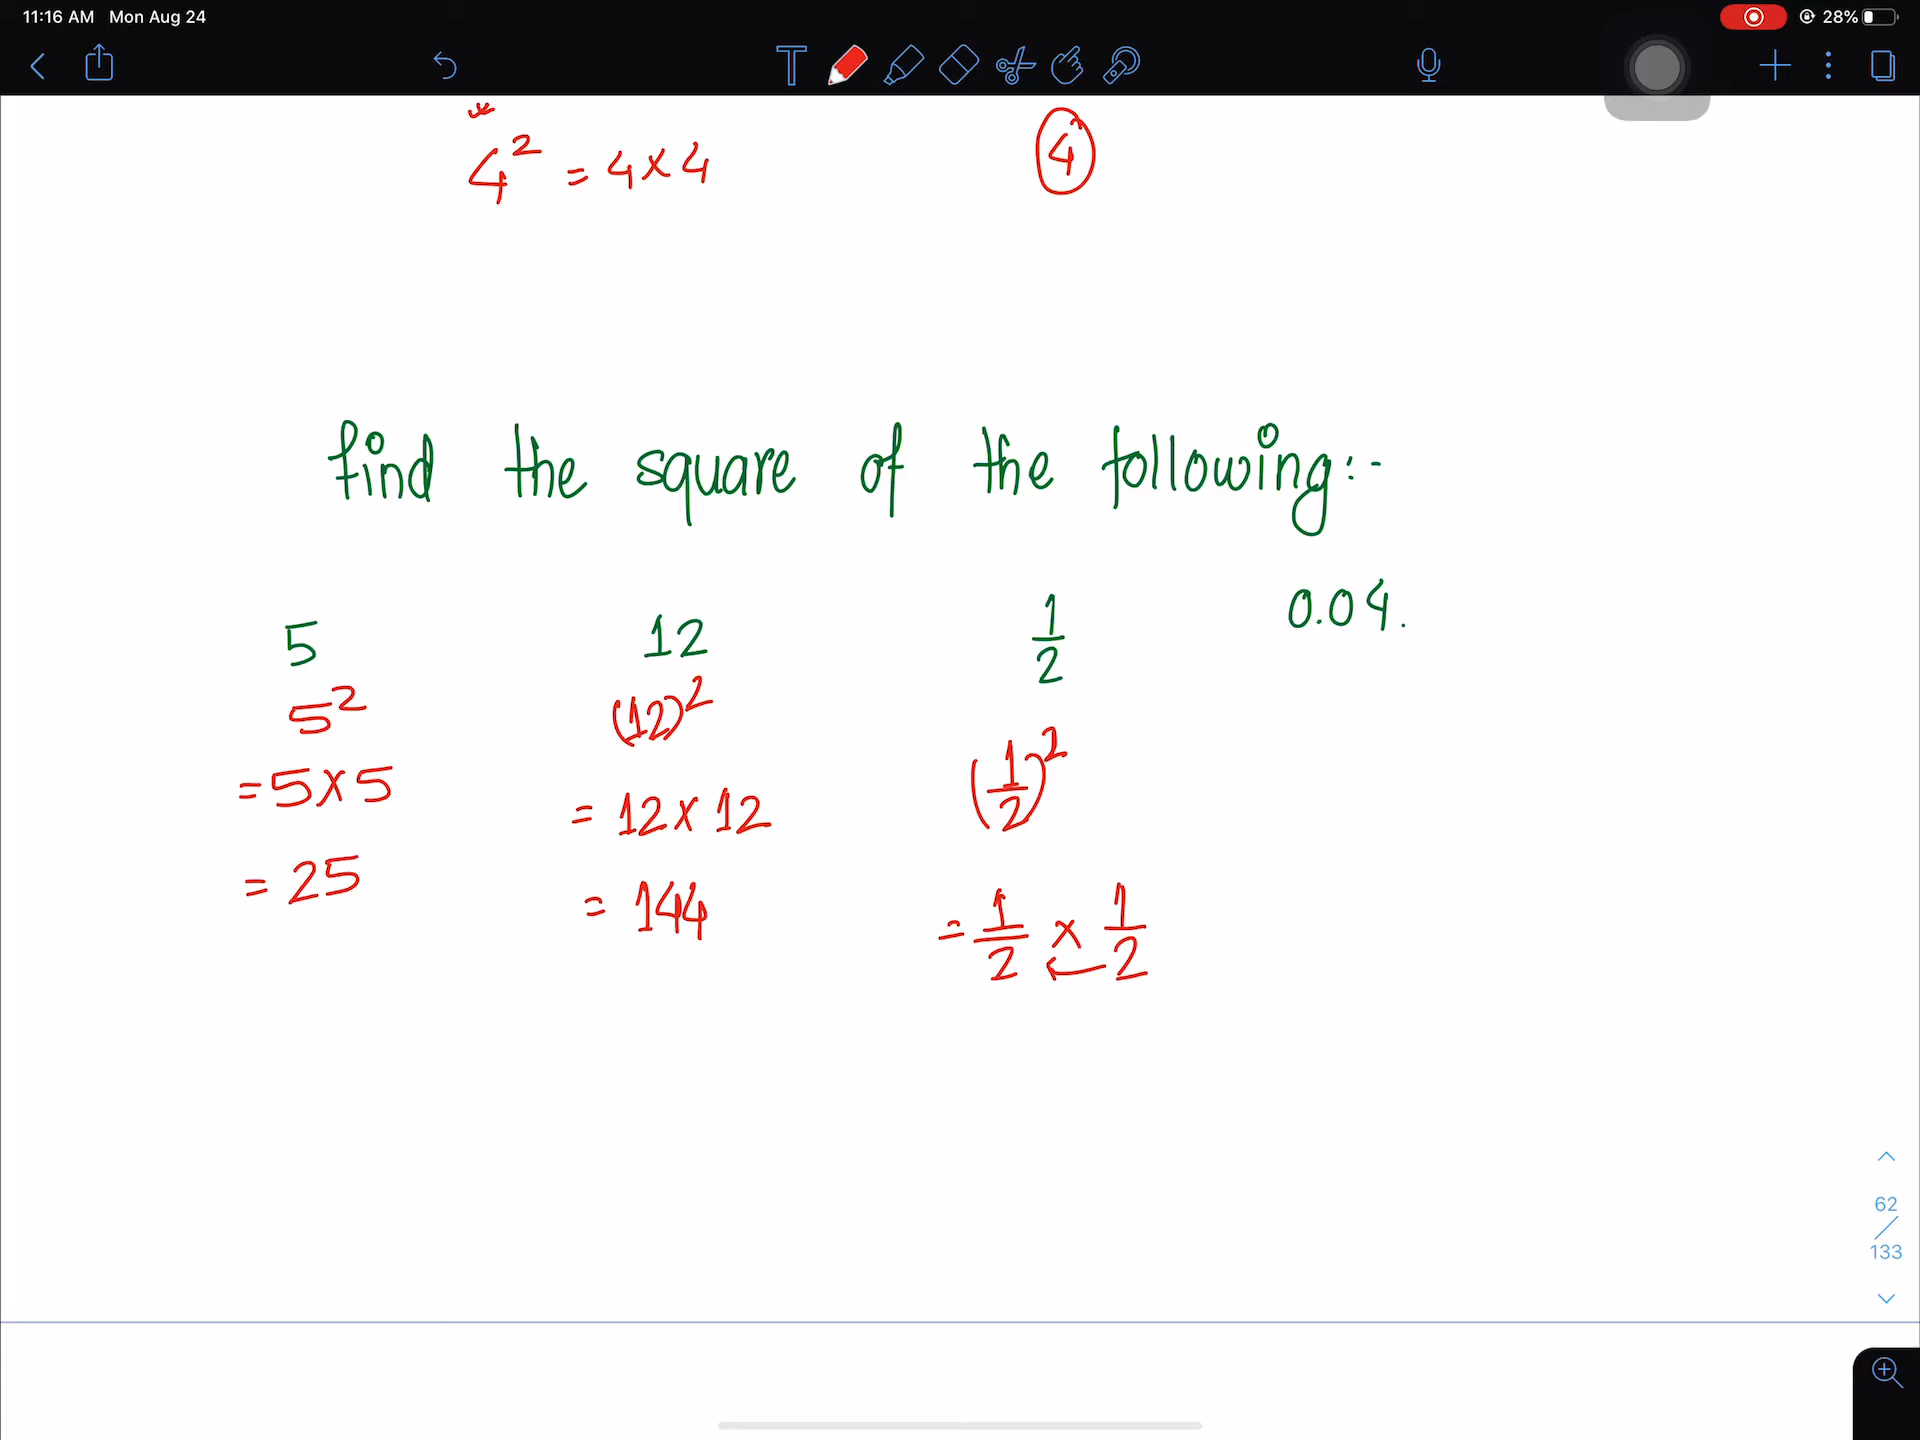 11:16 AM Mon Aug 24 28%
4² = 4 × 4
4
find the square of the following:-
5 12 1/2 0.04.
5² (12)² (1/2)²
= 5 × 5 = 12 × 12
= 25 = 144 = 1/2 × 1/2
62
/
133